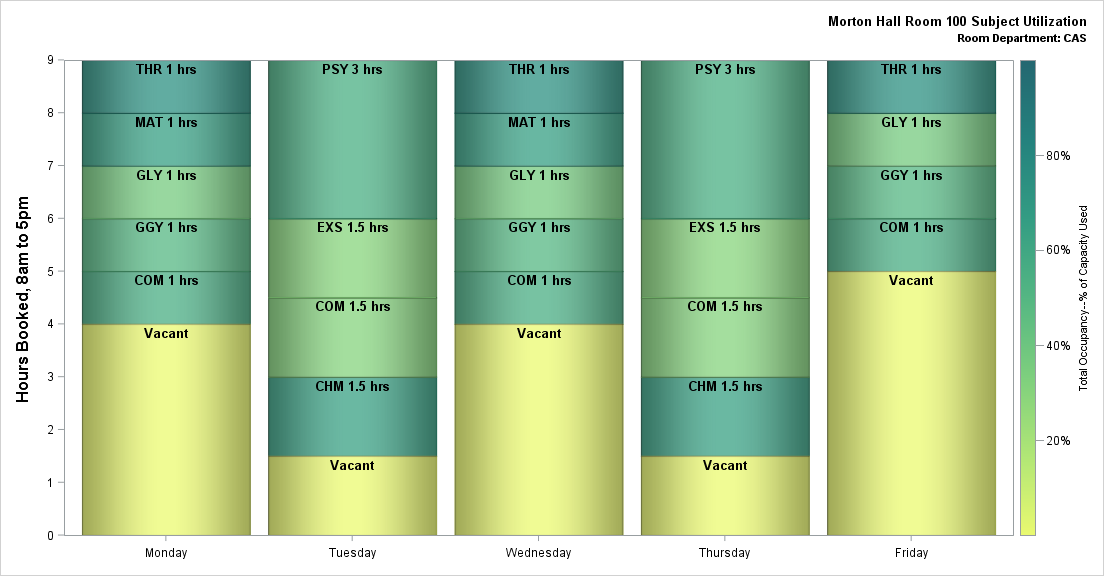 Morton Hall Room 100 Subject Utilization
Room Department: CAS
Hours Booked, 8am to 5pm
9
8
7
6
5
4
3
2
1
0
THR 1 hrs
MAT 1 hrs
GLY 1 hrs
GGY 1 hrs
COM 1 hrs
Vacant
Monday
PSY 3 hrs
EXS 1.5 hrs
COM 1.5 hrs
CHM 1.5 hrs
Vacant
Tuesday
THR 1 hrs
MAT 1 hrs
GLY 1 hrs
GGY 1 hrs
COM 1 hrs
Vacant
Wednesday
PSY 3 hrs
EXS 1.5 hrs
COM 1.5 hrs
CHM 1.5 hrs
Vacant
Thursday
THR 1 hrs
GLY 1 hrs
GGY 1 hrs
COM 1 hrs
Vacant
Friday
80%
60%
40%
20%
Total Occupancy--% of Capacity Used